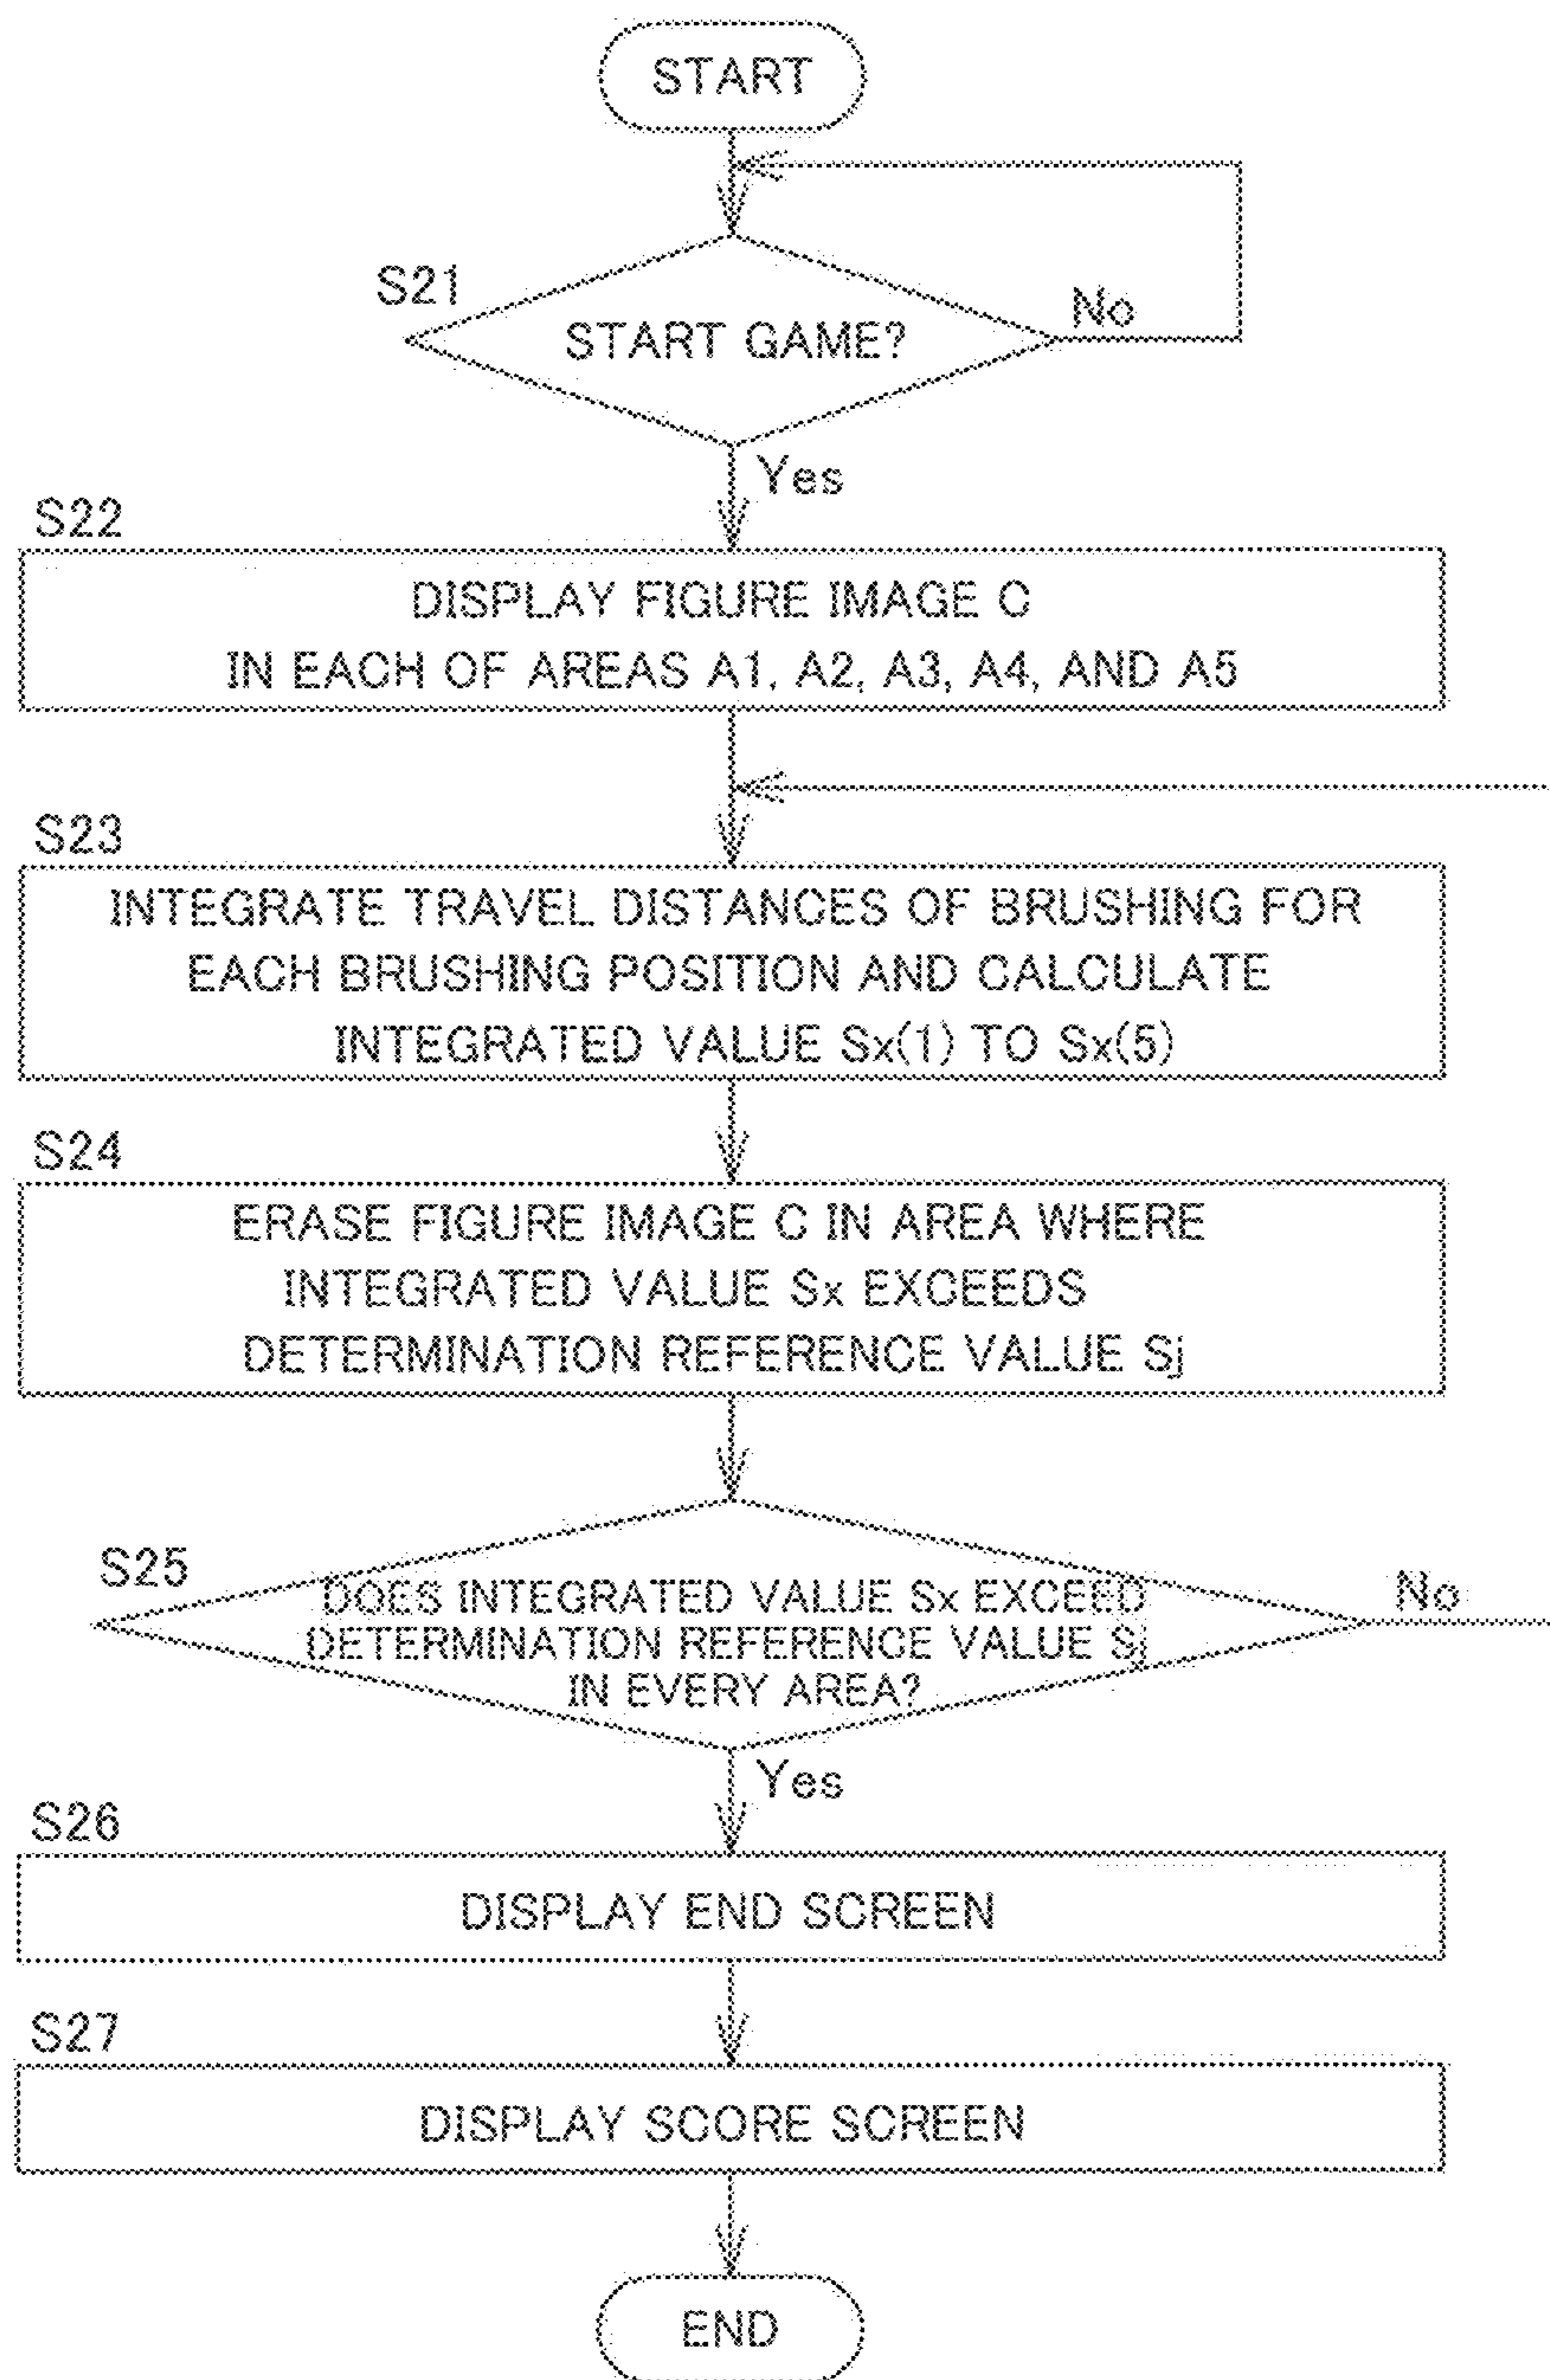 START
S21
START GAME?
No
Yes
S22
DISPLAY FIGURE IMAGE C
IN EACH OF AREAS A1, A2, A3, A4, AND A5
S23
INTEGRATE TRAVEL DISTANCES OF BRUSHING FOR
EACH BRUSHING POSITION AND CALCULATE
INTEGRATED VALUE Sx(1) TO Sx(5)
S24
ERASE FIGURE IMAGE C IN AREA WHERE
INTEGRATED VALUE Sx EXCEEDS
DETERMINATION REFERENCE VALUE Sj
S25
DOES INTEGRATED VALUE Sx EXCEED
DETERMINATION REFERENCE VALUE Sj
IN EVERY AREA?
No
Yes
S26
DISPLAY END SCREEN
S27
DISPLAY SCORE SCREEN
END